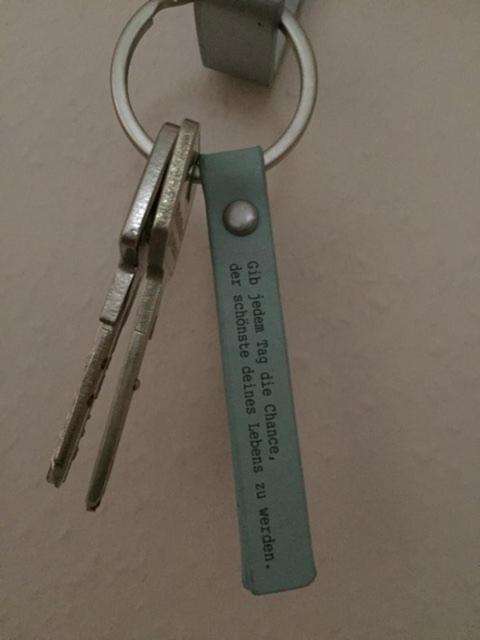 Gib jedem Tag die Chance,
der schönste deines Lebens zu werden.